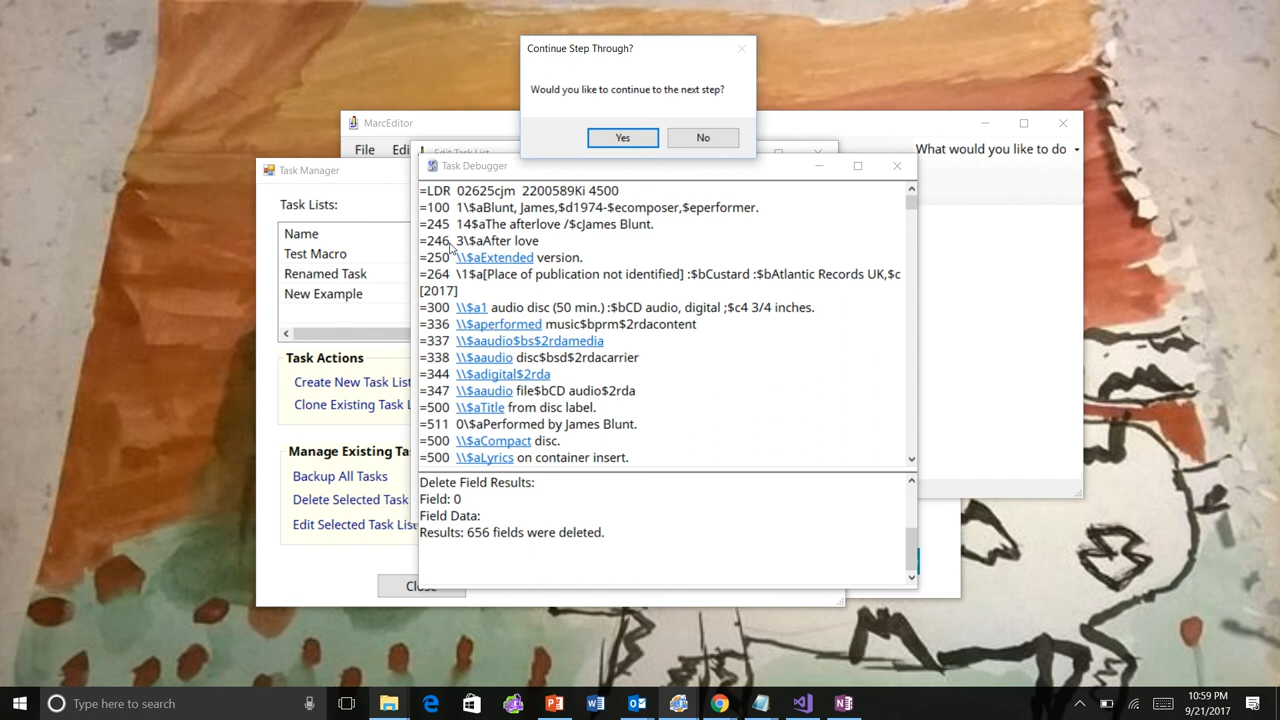 Continue Step Through?
Would you like to continue to the next step?
Yes
No
MarcEditor
File
Edi
Edit Task List
What would you like to do
Task Manager
Task Debugger
Task Lists:
Name
Test Macro
Renamed Task
New Example
Task Actions
Create New Task List
Clone Existing Task L
Manage Existing Ta
Backup All Tasks
Delete Selected Task
Edit Selected Task List
Close
=LDR  02625cjm  2200589Ki 4500
=100  1\$aBlunt, James,$d1974-$ecomposer,$eperformer.
=245  14$aThe afterlove /$cJames Blunt.
=246  3\$aAfter love
=250  \\$aExtended version.
=264  \1$a[Place of publication not identified] :$bCustard :$bAtlantic Records UK,$c
[2017]
=300  \\$a1 audio disc (50 min.) :$bCD audio, digital ;$c4 3/4 inches.
=336  \\$aperformed music$bprm$2rdacontent
=337  \\$aaudio$bs$2rdamedia
=338  \\$aaudio disc$bsd$2rdacarrier
=344  \\$adigital$2rda
=347  \\$aaudio file$bCD audio$2rda
=500  \\$aTitle from disc label.
=511  0\$aPerformed by James Blunt.
=500  \\$aCompact disc.
=500  \\$aLyrics on container insert.
Delete Field Results:
Field: 0
Field Data:
Results: 656 fields were deleted.
Type here to search
10:59 PM
9/21/2017